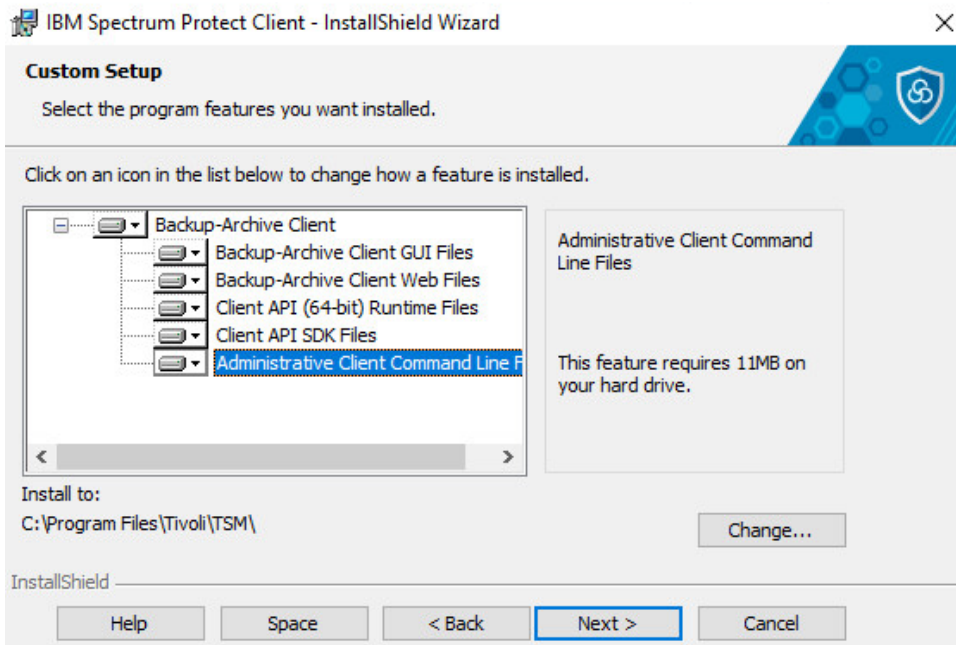 IBM Spectrum Protect Client - InstallShield Wizard
Custom Setup
Select the program features you want installed.
Click on an icon in the list below to change how a feature is installed.
Backup-Archive Client
Backup-Archive Client GUI Files
Backup-Archive Client Web Files
Client API (64-bit) Runtime Files
Client API SDK Files
Administrative Client Command Line F
Administrative Client Command
Line Files
This feature requires 11MB on
your hard drive.
Install to:
C:\Program Files\Tivoli\TSM\
Change...
InstallShield
Help
Space
< Back
Next >
Cancel